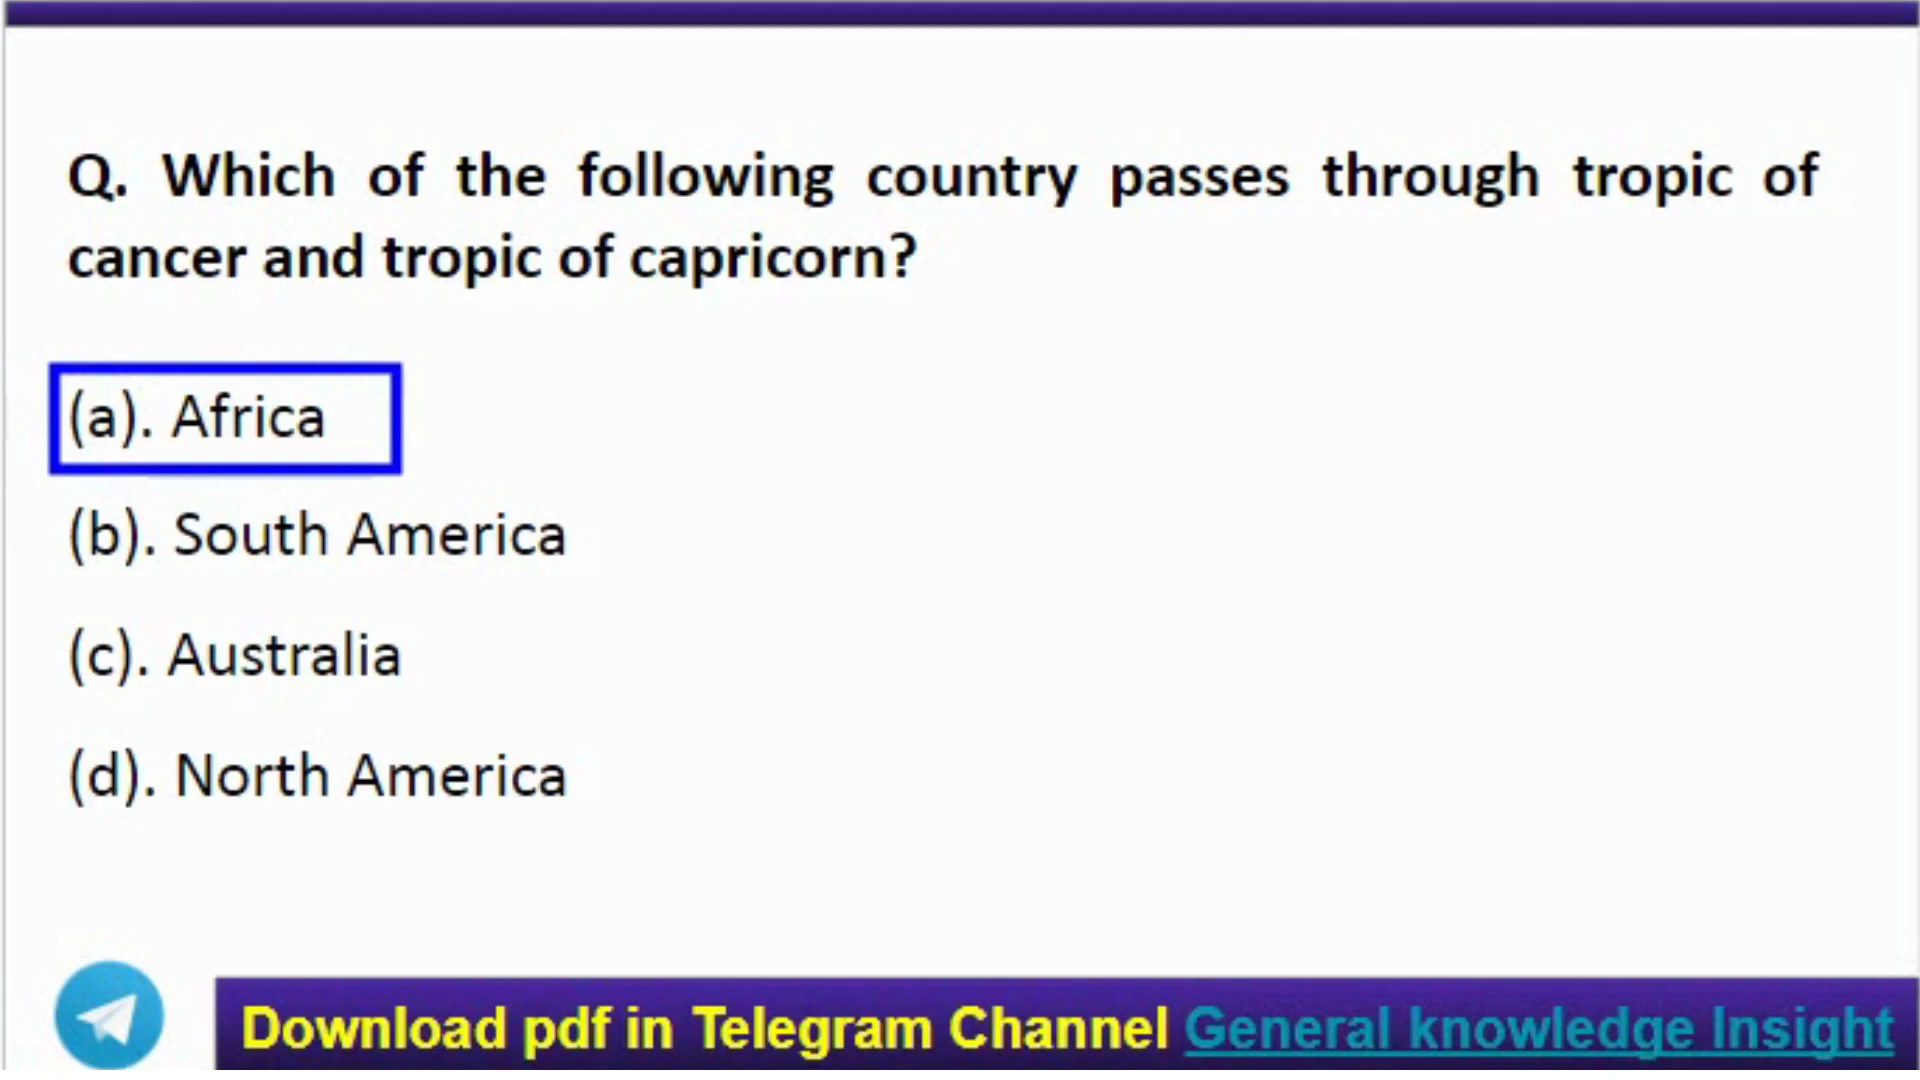 Q. Which of the following country passes through tropic of
cancer and tropic of capricorn?
(a). Africa
(b). South America
(c). Australia
(d). North America
Download pdf in Telegram Channel General knowledge Insight